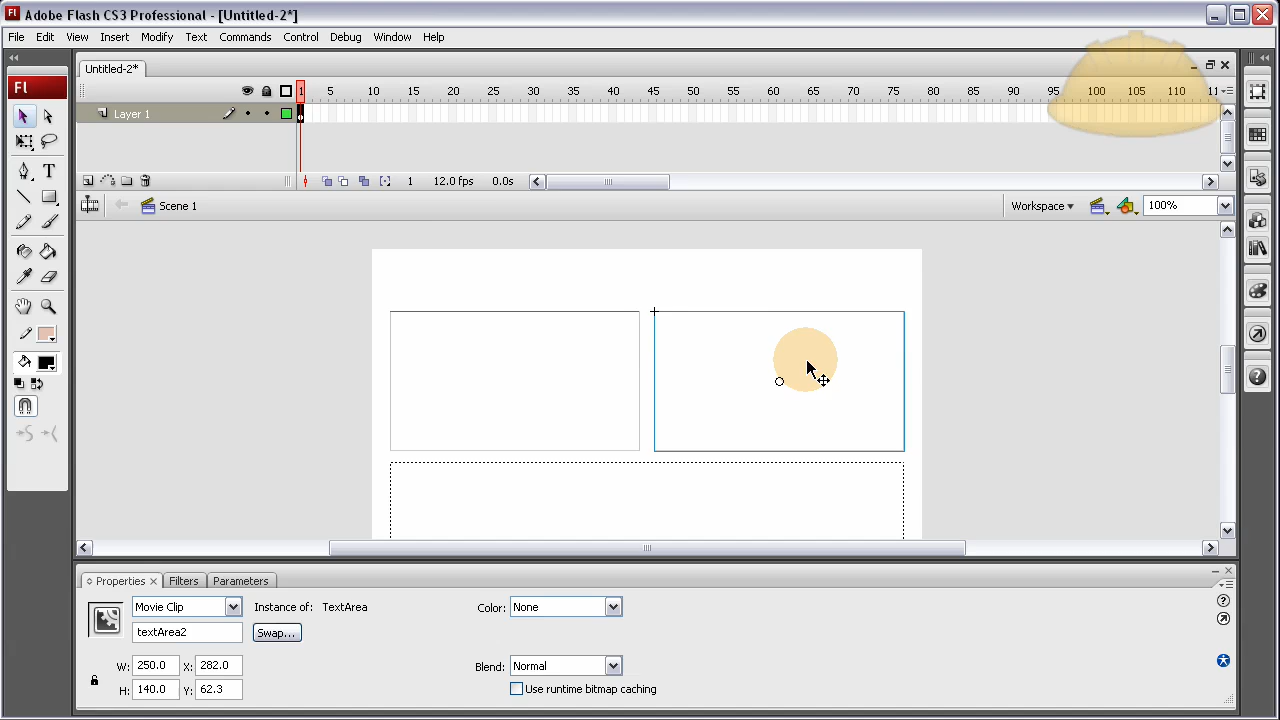 Fl Adobe Flash CS3 Professional - [Untitled-2*]
File Edit View Insert Modify Text Commands Control Debug Window Help
Untitled-2*
Fl
1 5 10 15 20 25 30 35 40 45 50 55 60 65 70 75 80 85 90 95 100 105 110 11
Layer 1
1 12.0 fps 0.0s
Scene 1 Workspace 100%
Properties Filters Parameters
Movie Clip Instance of: TextArea Color: None
textArea2 Swap...
W: 250.0 X: 282.0 Blend: Normal
H: 140.0 Y: 62.3 Use runtime bitmap caching